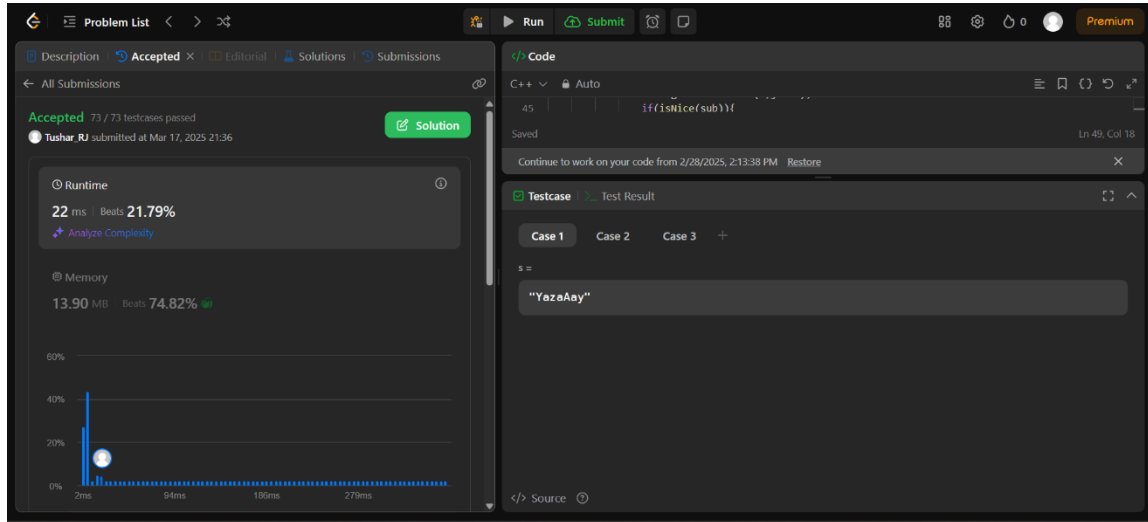 Problem List
Run
Submit
0
Premium
Description
Accepted
Editorial
Solutions
Submissions
All Submissions
Accepted 73 / 73 testcases passed
Tushar_RJ submitted at Mar 17, 2025 21:36
Solution
Runtime
22 ms Beats 21.79%
Analyze Complexity
Memory
13.90 MB Beats 74.82%
60%
40%
20%
0%
2ms
94ms
186ms
279ms
</> Code
C++
Auto
45 if(isNice(sub)){
Saved
Ln 49, Col 18
Continue to work on your code from 2/28/2025, 2:13:38 PM Restore
Testcase
>_ Test Result
Case 1
Case 2
Case 3
+
s =
"YazaAay"
</> Source